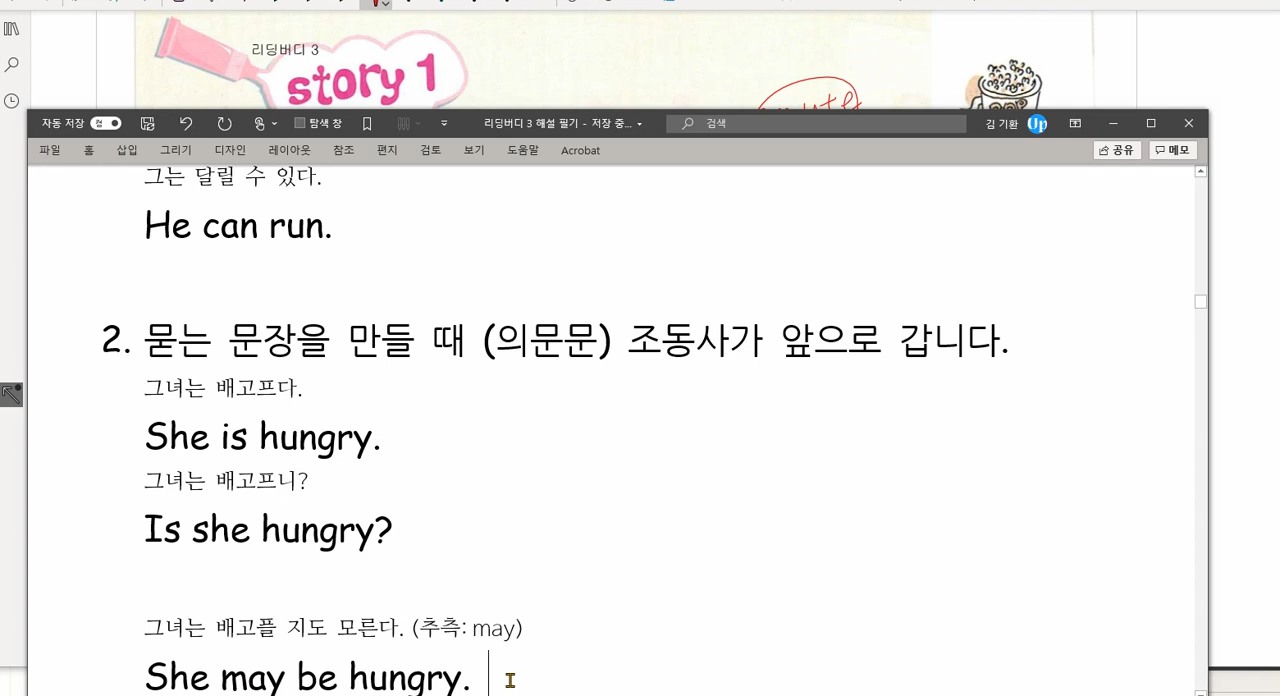 리딩버디 3
story 1
자동 저장 켬 탐색 창 리딩버디 3 해설 필기 - 저장 중... 검색 김 기환 Up
파일 홈 삽입 그리기 디자인 레이아웃 참조 편지 검토 보기 도움말 Acrobat 공유 메모
그는 달릴 수 있다.
He can run.
2. 묻는 문장을 만들 때 (의문문) 조동사가 앞으로 갑니다.
그녀는 배고프다.
She is hungry.
그녀는 배고프니?
Is she hungry?
그녀는 배고플 지도 모른다. (추측: may)
She may be hungry.